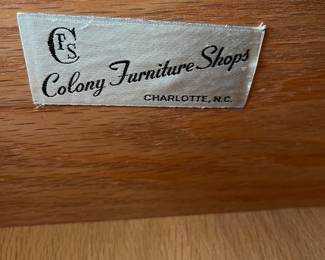 CFS
Colony Furniture Shops
CHARLOTTE, N.C.